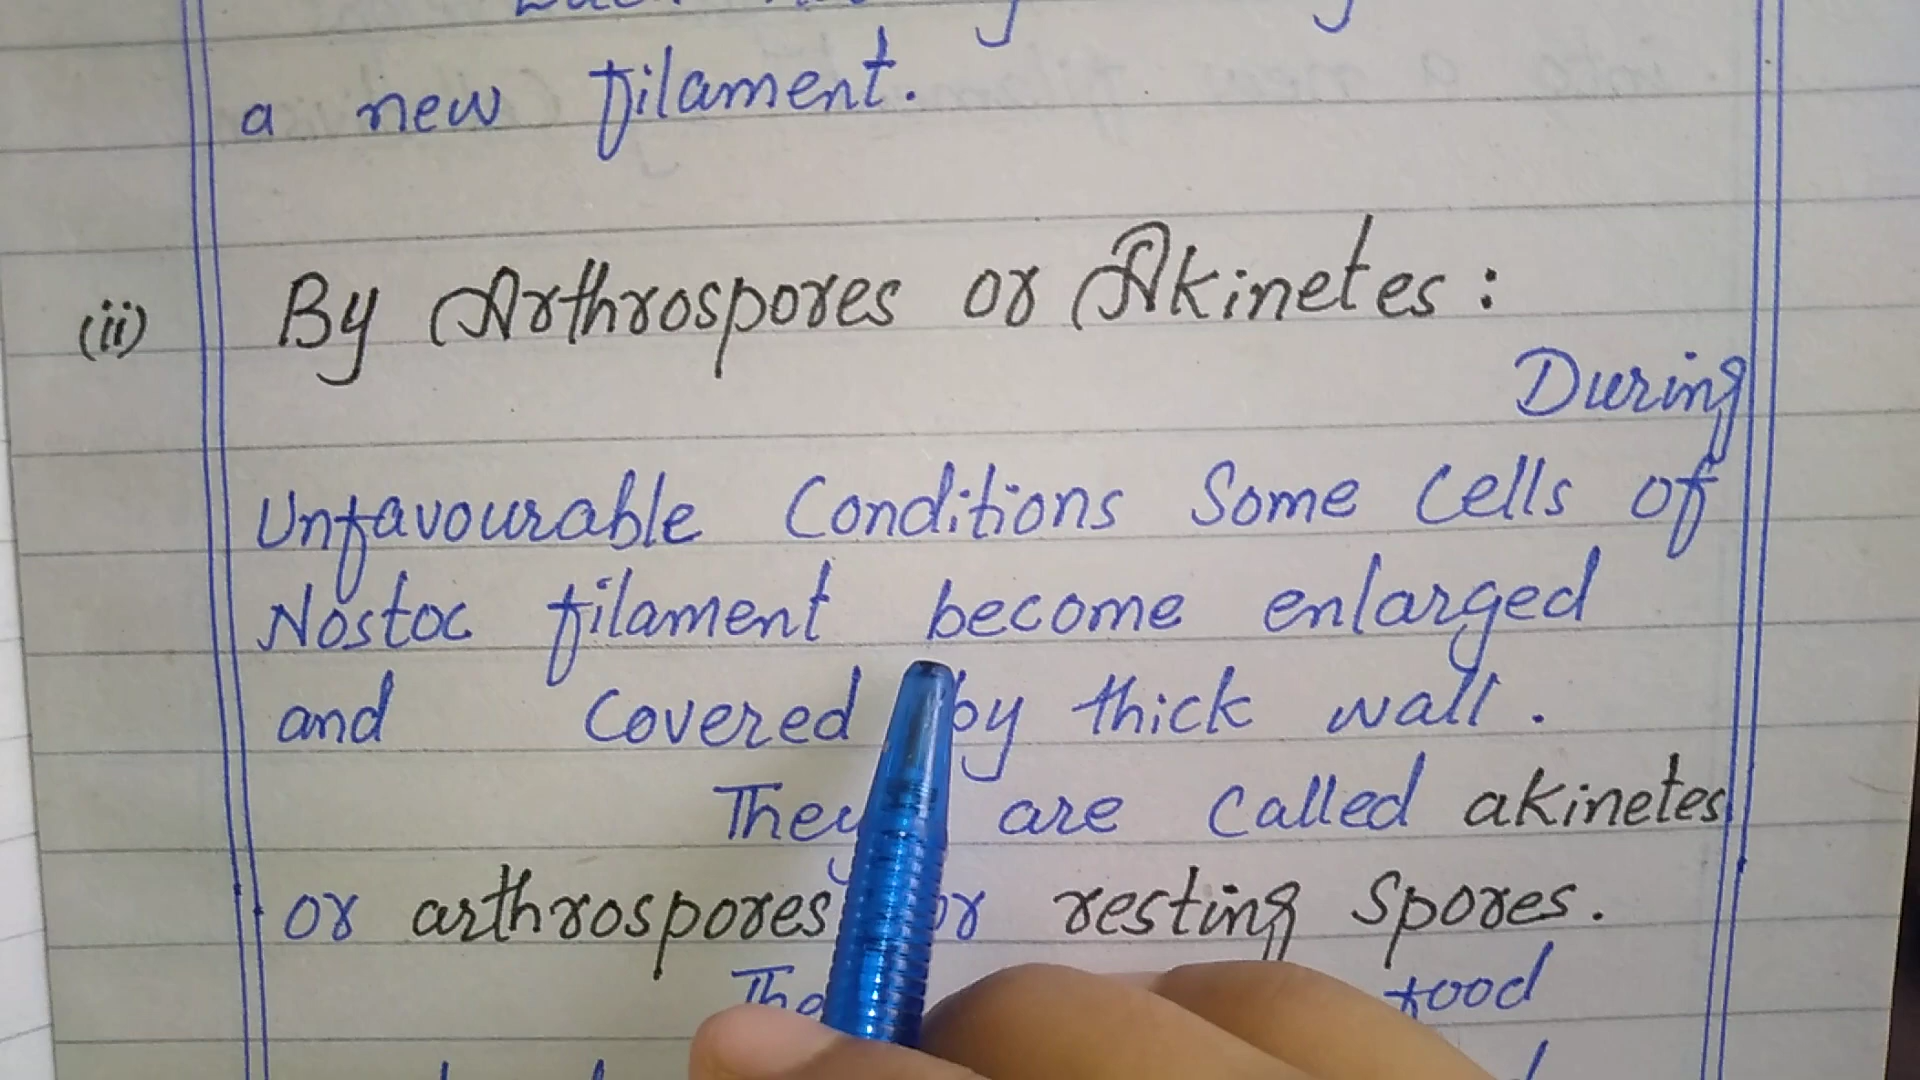 a new filament.
(ii) By Arthrospores or Akinetes:
During
Unfavourable Conditions Some Cells of
Nostoc filament become enlarged
and Covered by thick wall.
They are Called akinetes
or arthrospores or resting Spores.
food